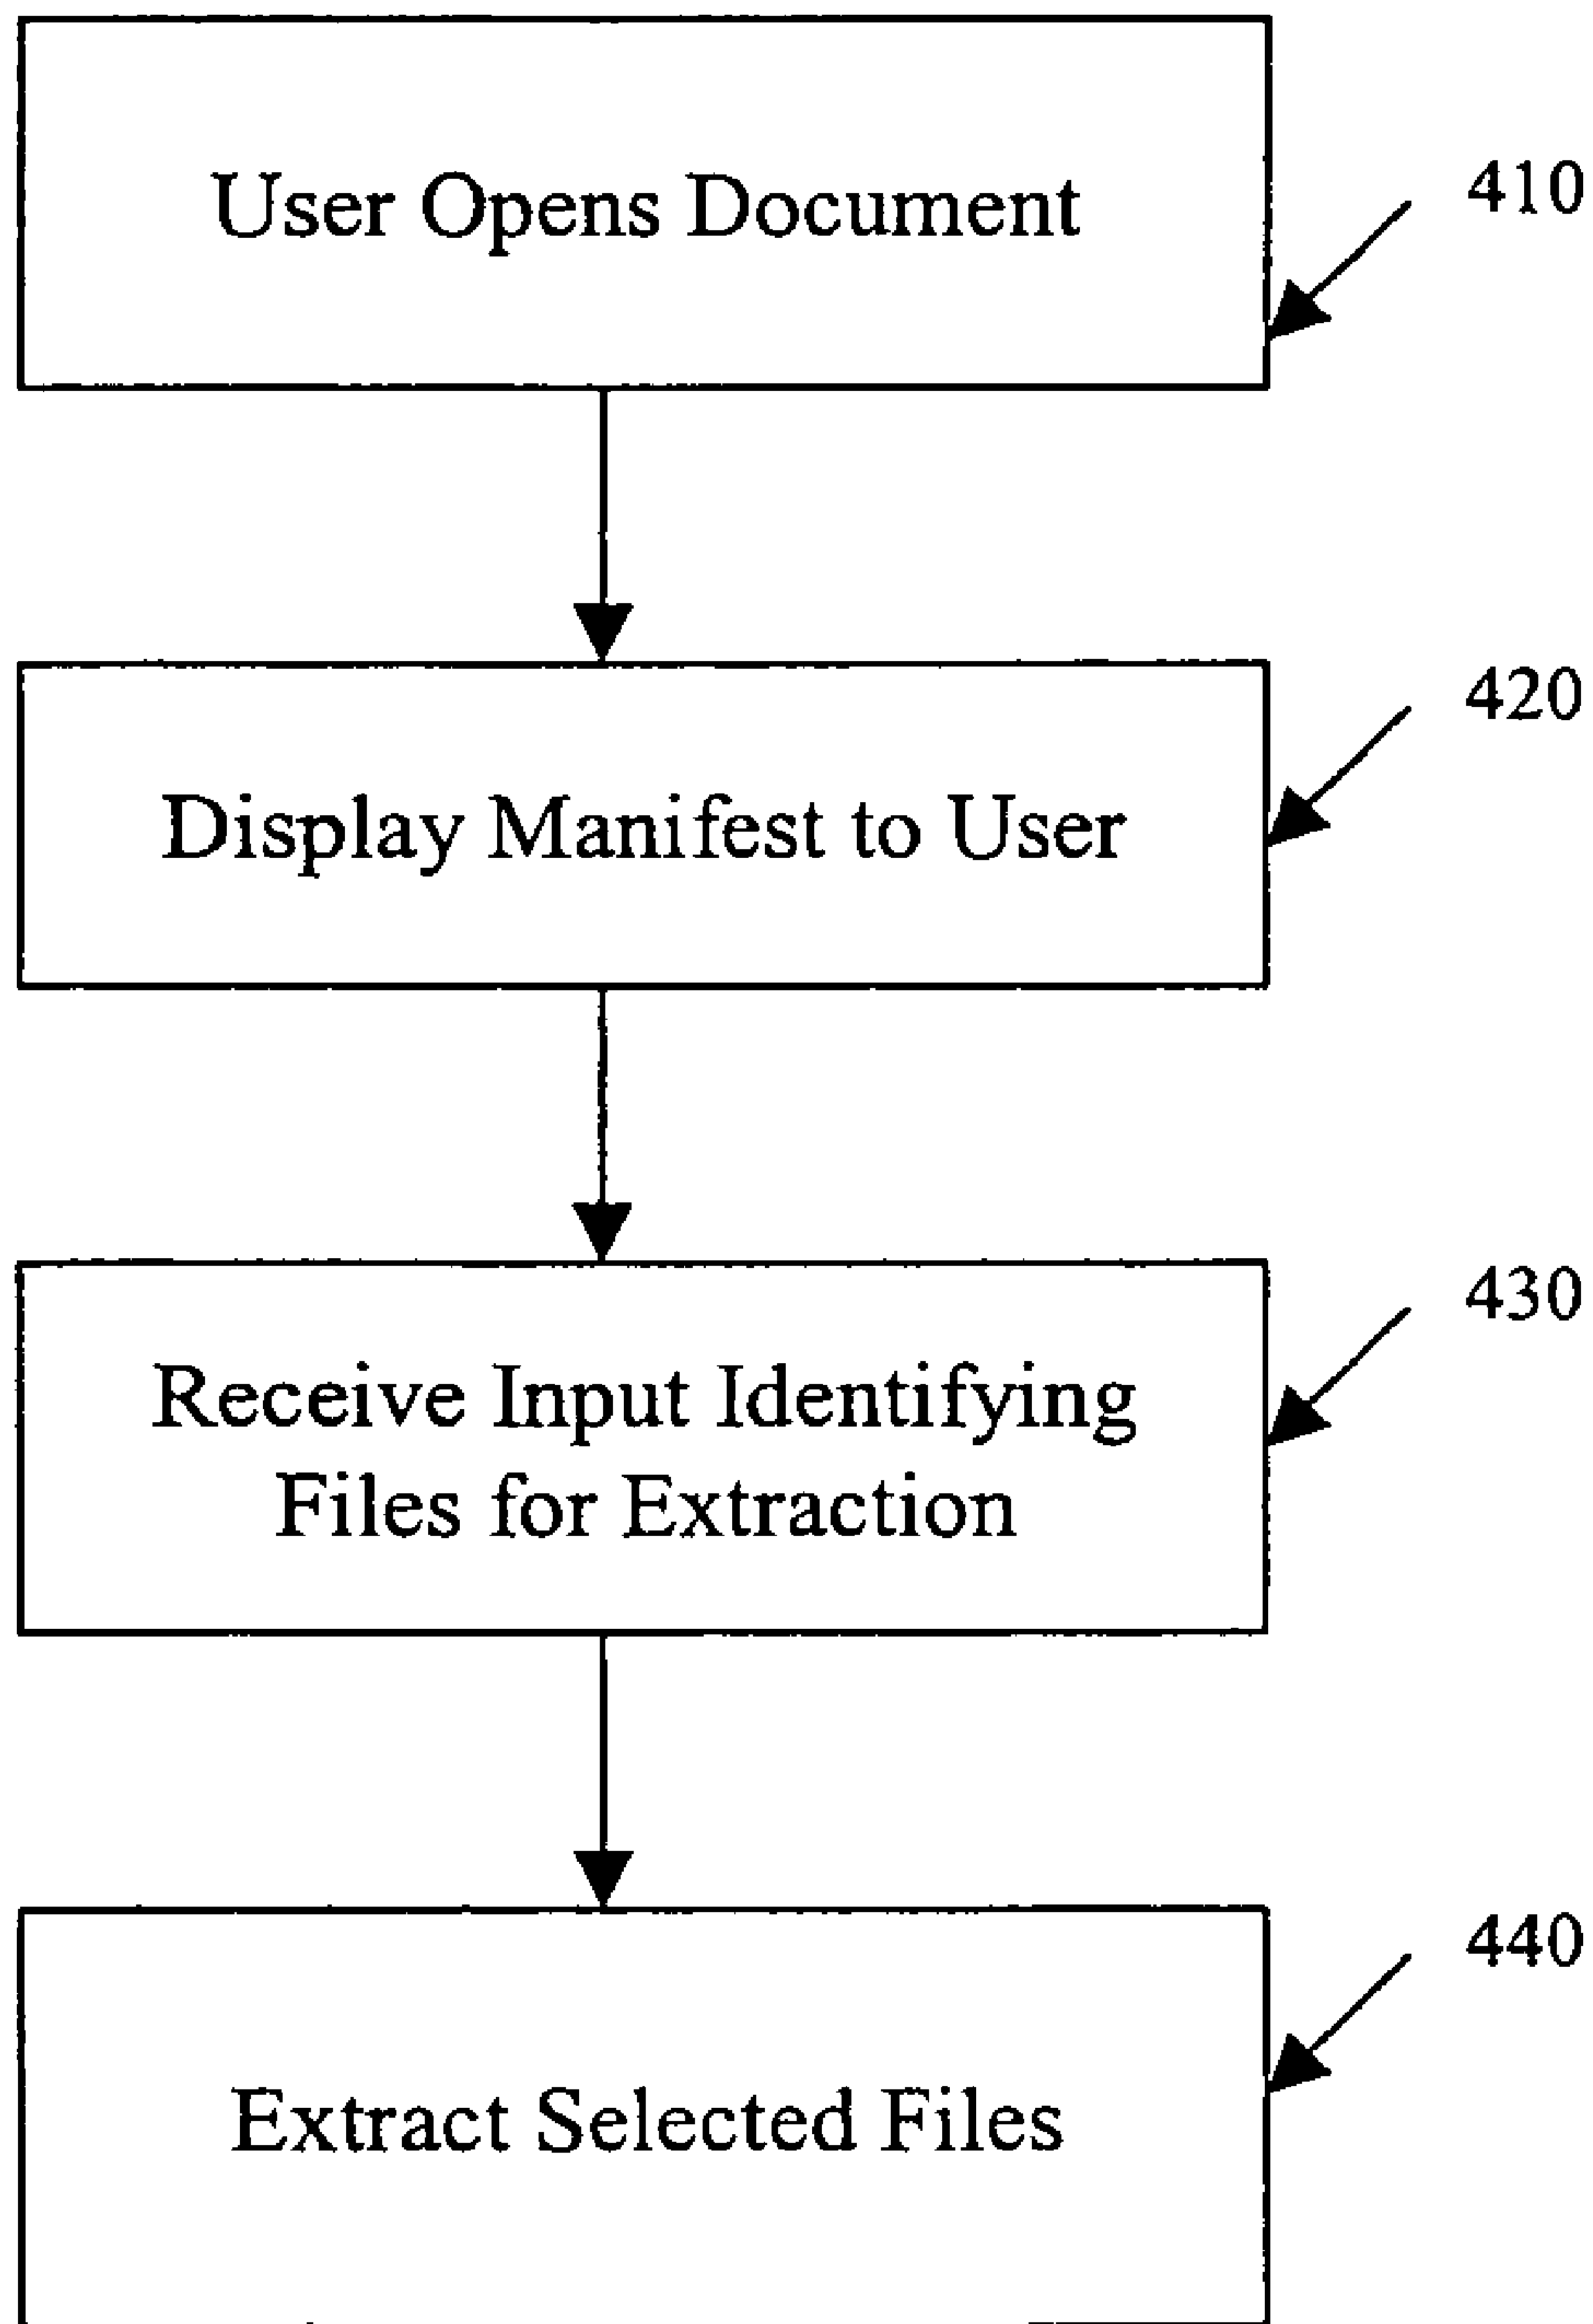 User Opens Document
410
Display Manifest to User
420
Receive Input Identifying
Files for Extraction
430
Extract Selected Files
440